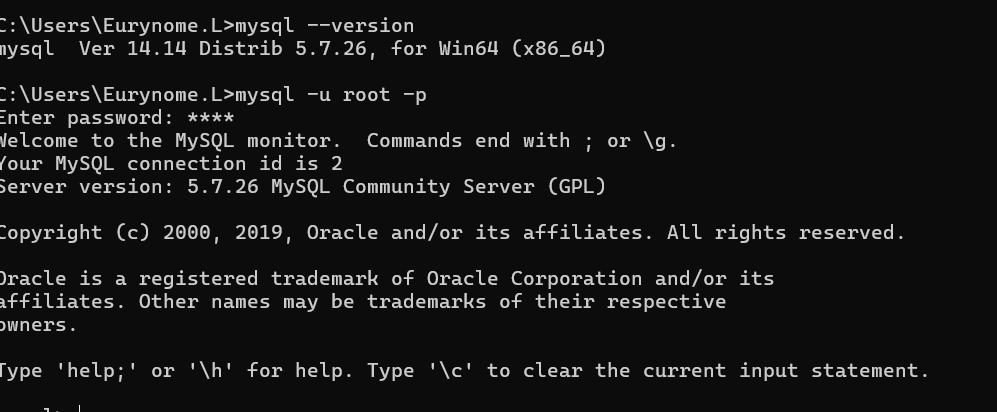 C:\Users\Eurynome.L>mysql --version
mysql  Ver 14.14 Distrib 5.7.26, for Win64 (x86_64)
C:\Users\Eurynome.L>mysql -u root -p
Enter password: ****
Welcome to the MySQL monitor.  Commands end with ; or \g.
Your MySQL connection id is 2
Server version: 5.7.26 MySQL Community Server (GPL)
Copyright (c) 2000, 2019, Oracle and/or its affiliates. All rights reserved.
Oracle is a registered trademark of Oracle Corporation and/or its
affiliates. Other names may be trademarks of their respective
owners.
Type 'help;' or '\h' for help. Type '\c' to clear the current input statement.